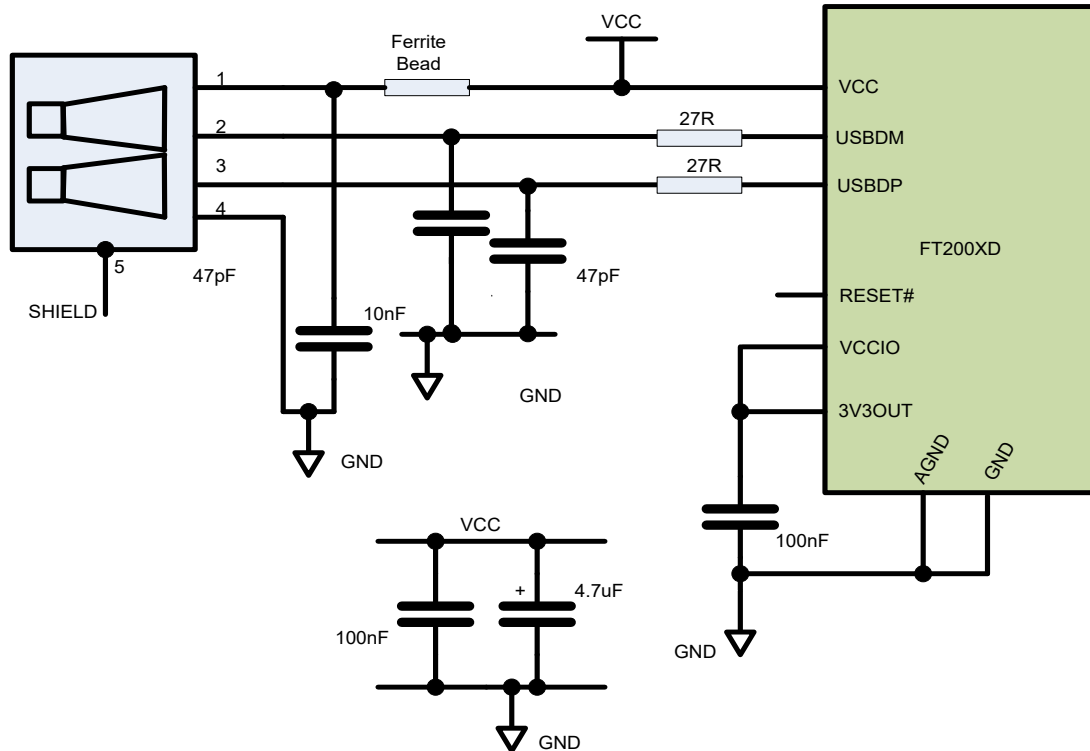 VCC
Ferrite
Bead
1
VCC
27R
2
USBDM
27R
3
USBDP
4
FT200XD
5
47pF
47pF
SHIELD
10nF
RESET#
VCCIO
GND
3V3OUT
GND
AGND
GND
VCC
100nF
+
4.7uF
100nF
GND
GND